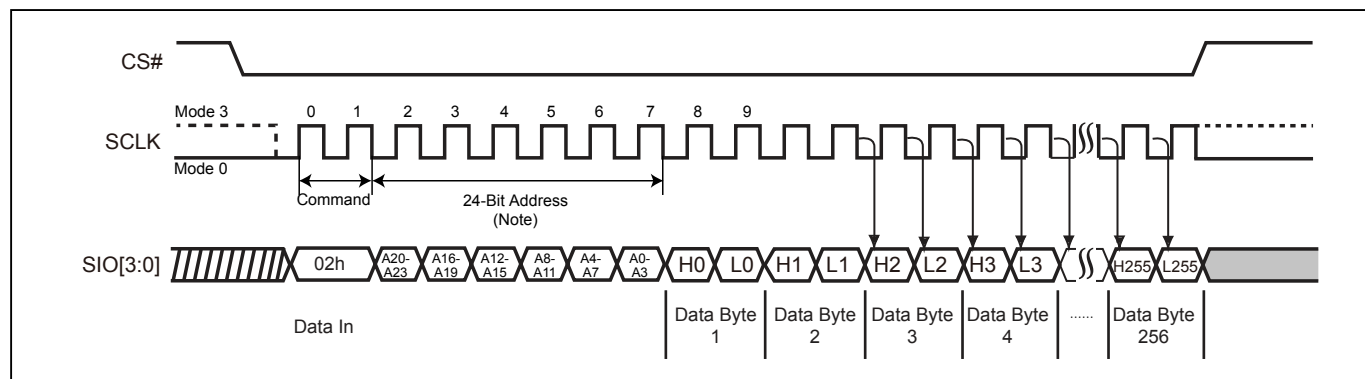 CS#
Mode 3
0 1 2 3 4 5 6 7 8 9
SCLK
Mode 0
Command
24-Bit Address
(Note)
SIO[3:0]
02h
A20-
A23
A16-
A19
A12-
A15
A8-
A11
A4-
A7
A0-
A3
H0 L0 H1 L1 H2 L2 H3 L3 H255 L255
Data In
Data Byte
1
Data Byte
2
Data Byte
3
Data Byte
4
......
Data Byte
256